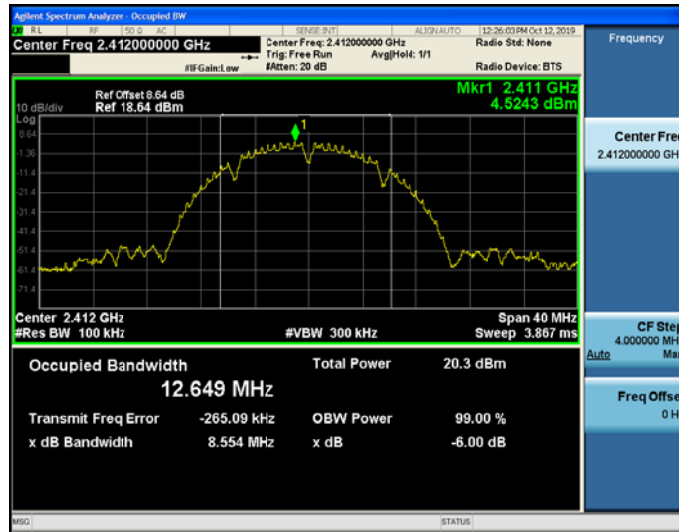 Agilent Spectrum Analyzer - Occupied BW
RL RF 50 Ω AC SENSE:INT ALIGN AUTO 12:26:03 PM Oct 12, 2019
Center Freq 2.412000000 GHz
Center Freq: 2.412000000 GHz
Radio Std: None
Trig: Free Run Avg|Hold: 1/1
#IFGain:Low #Atten: 20 dB Radio Device: BTS
Frequency
Ref Offset 8.64 dB
Mkr1 2.411 GHz
10 dB/div Ref 18.64 dBm 4.5243 dBm
Log
8.64
-1.36
-11.4
-21.4
-31.4
-41.4
-51.4
-61.4
-71.4
1
Center 2.412 GHz Span 40 MHz
#Res BW 100 kHz #VBW 300 kHz Sweep 3.867 ms
Occupied Bandwidth Total Power 20.3 dBm
12.649 MHz
Transmit Freq Error -265.09 kHz OBW Power 99.00 %
x dB Bandwidth 8.554 MHz x dB -6.00 dB
Center Fre
2.412000000 GH
CF Step
4.000000 MH
Auto Ma
Freq Offse
0 H
MSG STATUS